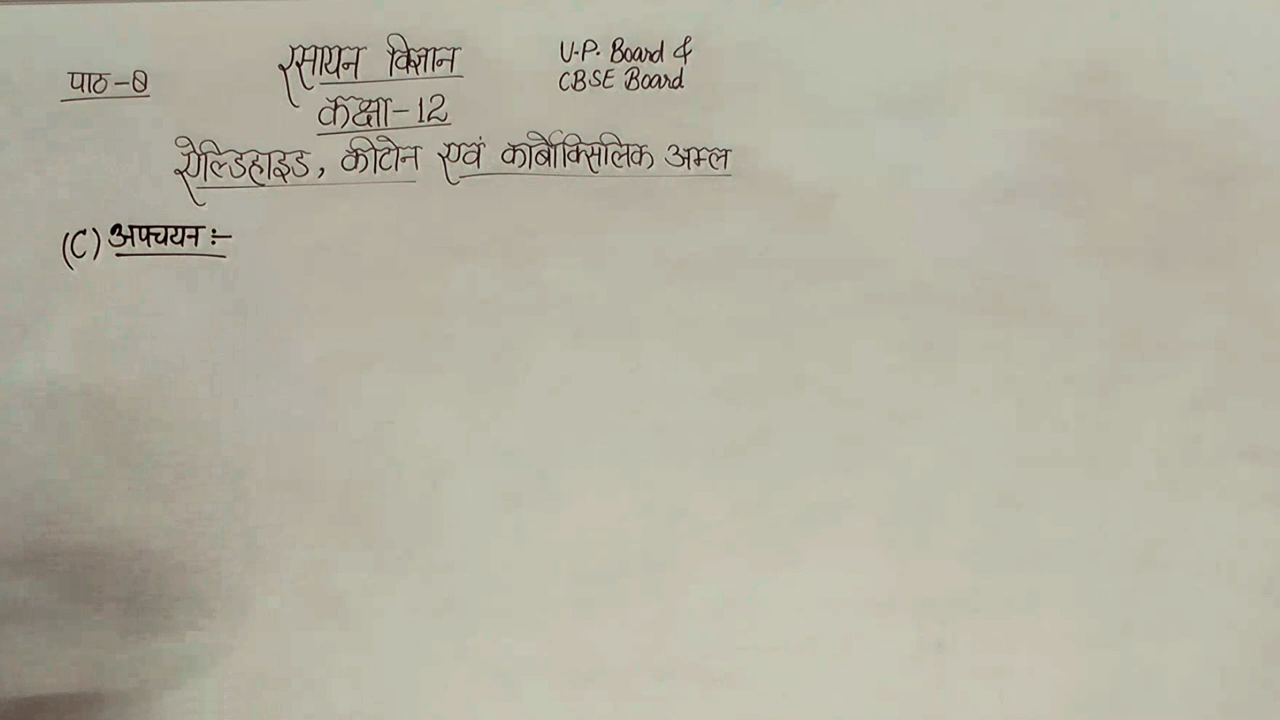 रसायन विज्ञान
U.P. Board &
CBSE Board
पाठ-8
कक्षा-12
ऐल्डिहाइड, कीटोन एवं कार्बोक्सिलिक अम्ल
(C) अपचयन :-